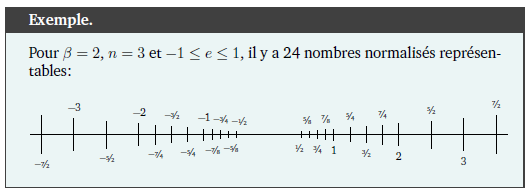 Exemple.
Pour β = 2, n = 3 et −1 ≤ e ≤ 1, il y a 24 nombres normalisés représen-
tables:
−3 −2 −3/2 −1 −3/4 −1/2 5/8 7/8 5/4 7/4 5/2 7/2
−7/2 −5/2 −7/4 −5/4 −7/8 −5/8 1/2 3/4 1 3/2 2 3